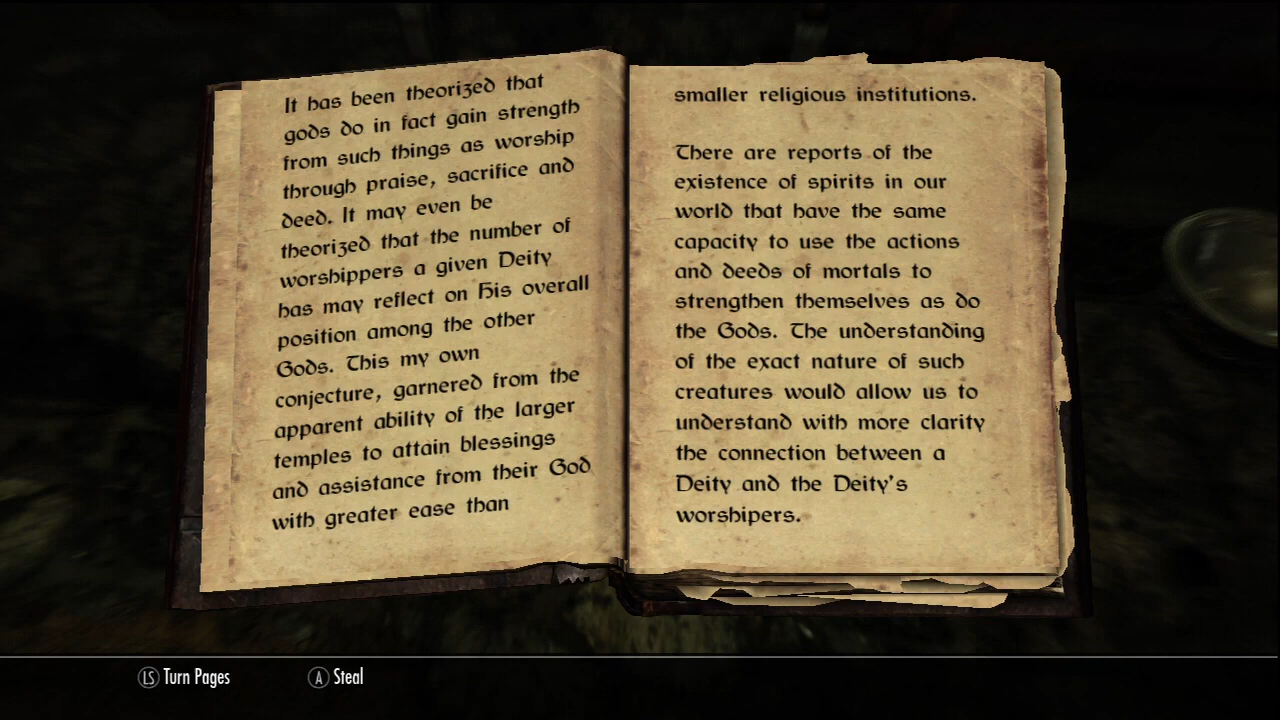 It has been theorized that
gods do in fact gain strength
from such things as worship
through praise, sacrifice and
deed. It may even be
theorized that the number of
worshippers a given Deity
has may reflect on His overall
position among the other
Gods. This my own
conjecture, garnered from the
apparent ability of the larger
temples to attain blessings
and assistance from their God
with greater ease than
smaller religious institutions.
There are reports of the
existence of spirits in our
world that have the same
capacity to use the actions
and deeds of mortals to
strengthen themselves as do
the Gods. The understanding
of the exact nature of such
creatures would allow us to
understand with more clarity
the connection between a
Deity and the Deity's
worshipers.
LS Turn Pages
A Steal